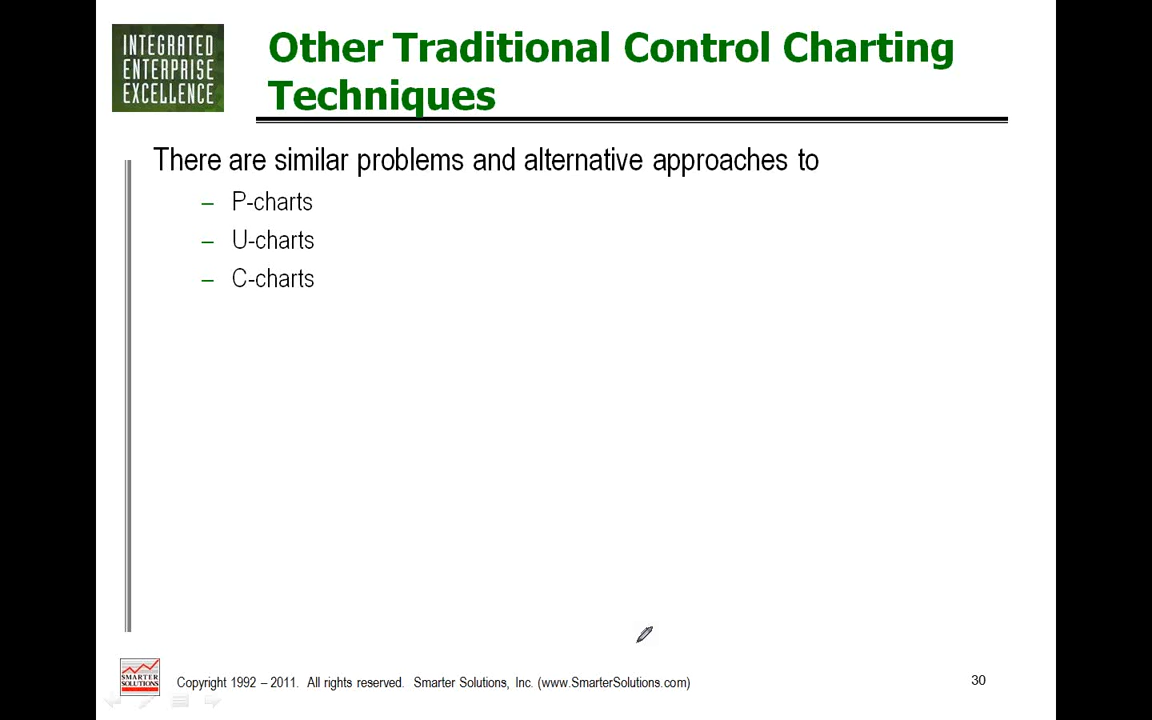 INTEGRATED
ENTERPRISE
EXCELLENCE
Other Traditional Control Charting
Techniques
There are similar problems and alternative approaches to
– P-charts
– U-charts
– C-charts
SMARTER
SOLUTIONS
Copyright 1992 – 2011. All rights reserved. Smarter Solutions, Inc. (www.SmarterSolutions.com)
30